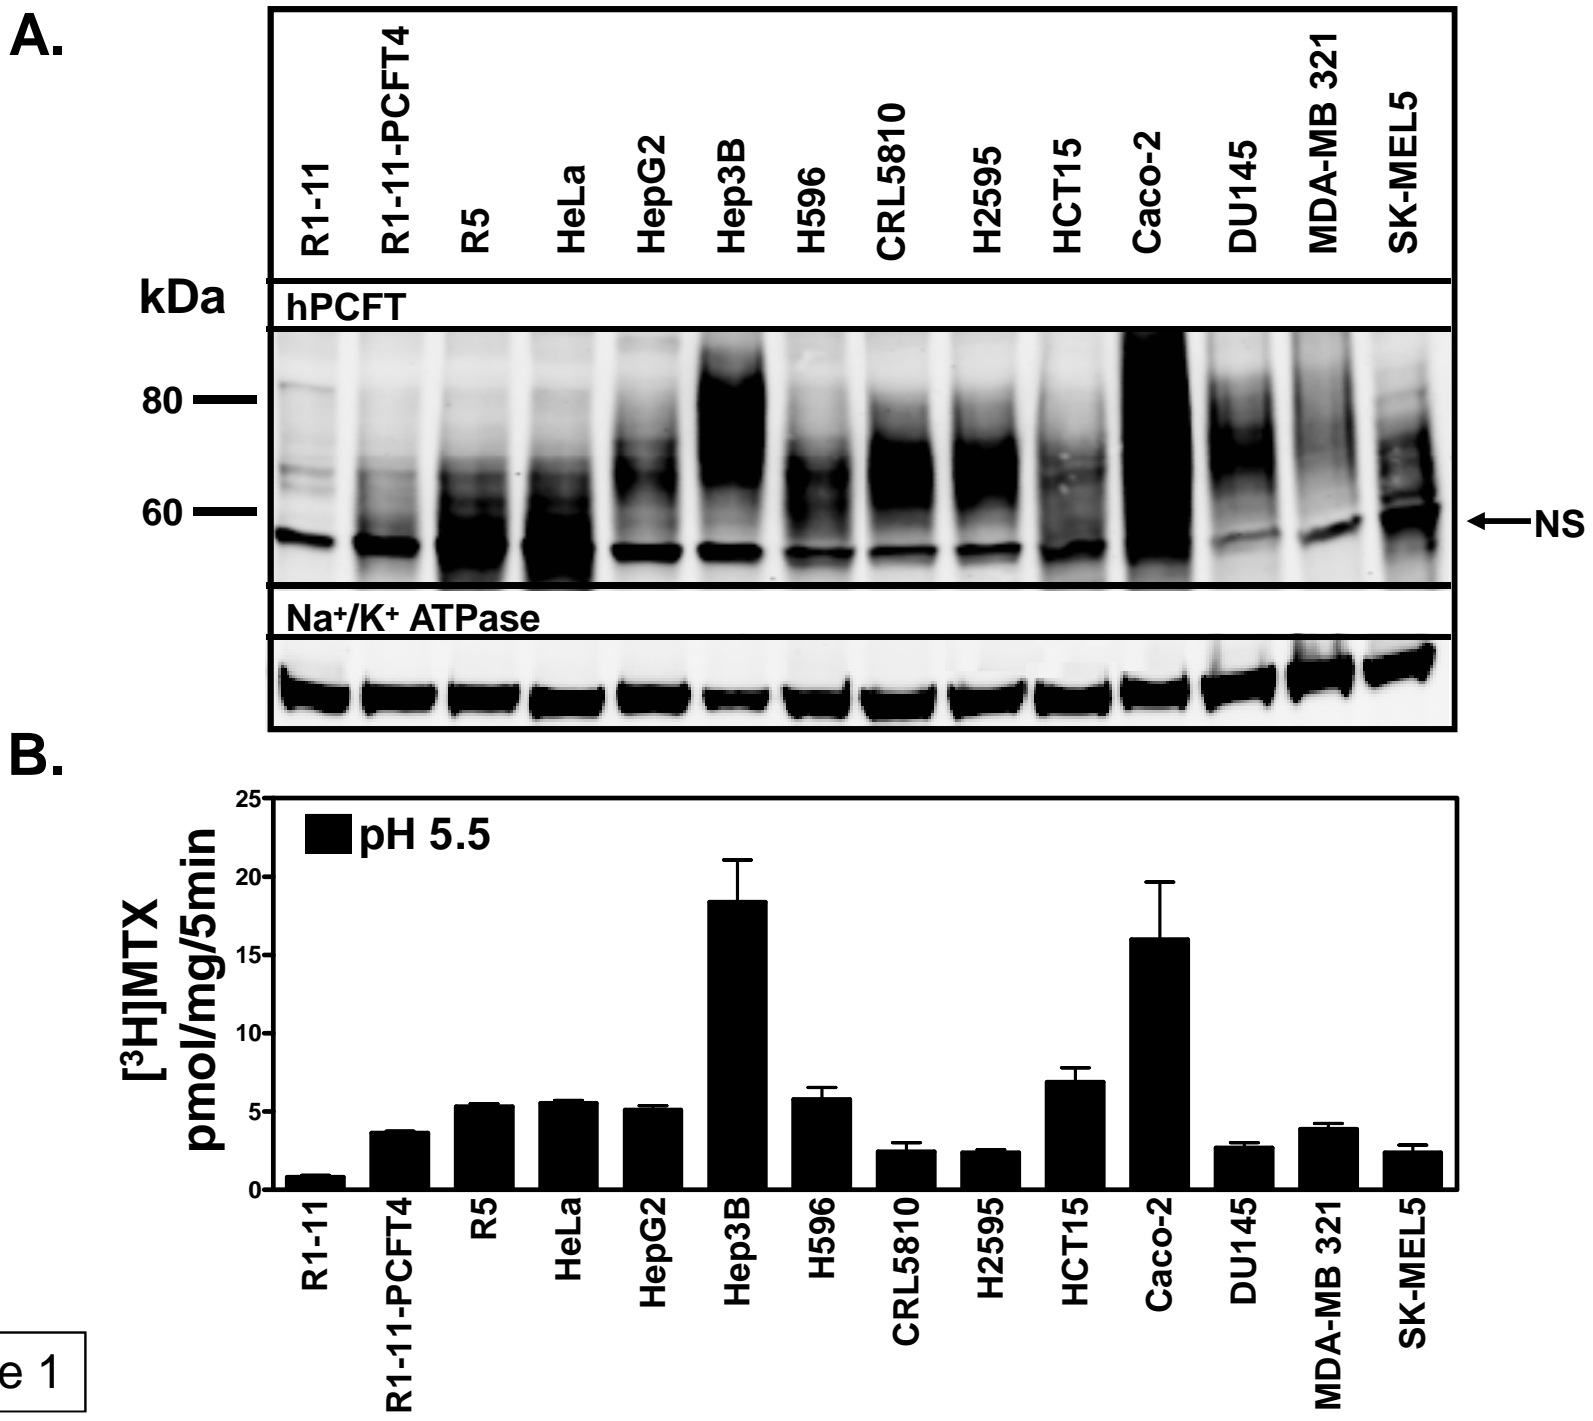 A.
R1-11
R1-11-PCFT4
R5
HeLa
HepG2
Hep3B
H596
CRL5810
H2595
HCT15
Caco-2
DU145
MDA-MB 321
SK-MEL5
kDa
hPCFT
80
60
NS
Na⁺/K⁺ ATPase
B.
pH 5.5
[³H]MTX
pmol/mg/5min
25
20
15
10
5
0
R1-11
R1-11-PCFT4
R5
HeLa
HepG2
Hep3B
H596
CRL5810
H2595
HCT15
Caco-2
DU145
MDA-MB 321
SK-MEL5
e 1